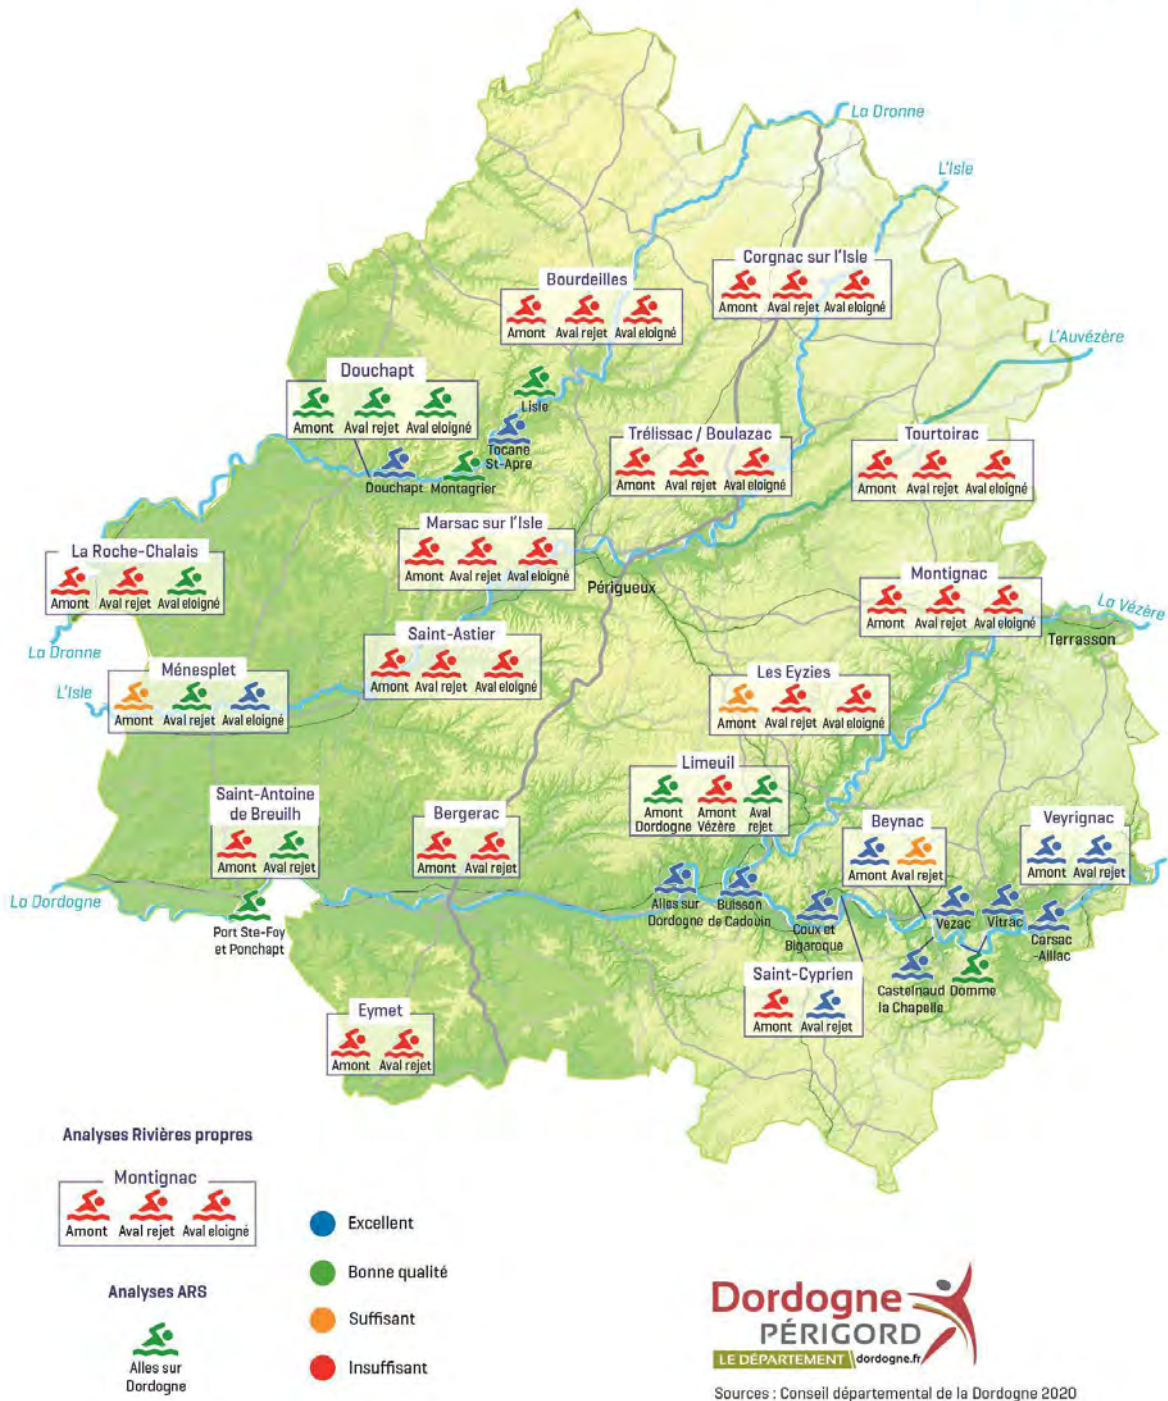 La Dronne
L'Isle
Corgnac sur l'Isle
Amont Aval rejet Aval eloigné
Bourdeilles
Amont Aval rejet Aval eloigné
L'Auvézère
Douchapt
Amont Aval rejet Aval eloigné
Lisle
Tocane
St-Apre
Douchapt
Montagrier
Trélissac / Boulazac
Amont Aval rejet Aval eloigné
Tourtoirac
Amont Aval rejet Aval eloigné
Marsac sur l'Isle
Amont Aval rejet Aval eloigné
Périgueux
La Roche-Chalais
Amont Aval rejet Aval eloigné
La Dronne
Montignac
Amont Aval rejet Aval eloigné
La Vézère
Terrasson
Saint-Astier
Amont Aval rejet Aval eloigné
L'Isle
Ménesplet
Amont Aval rejet Aval eloigné
Les Eyzies
Amont Aval rejet Aval eloigné
Limeuil
Amont
Dordogne
Amont
Vézère
Aval
rejet
Saint-Antoine
de Breuilh
Amont Aval rejet
Bergerac
Amont Aval rejet
Beynac
Amont Aval rejet
Veyrignac
Amont Aval rejet
La Dordogne
Port Ste-Foy
et Ponchapt
Alles sur
Dordogne
Buisson
de Cadouin
Coux et
Bigaroque
Vezac
Vitrac
Carsac
-Aillac
Castelnaud
la Chapelle
Domme
Saint-Cyprien
Amont Aval rejet
Eymet
Amont Aval rejet
Analyses Rivières propres
Montignac
Amont Aval rejet Aval eloigné
Analyses ARS
Alles sur
Dordogne
Excellent
Bonne qualité
Suffisant
Insuffisant
Dordogne
PÉRIGORD
LE DÉPARTEMENT dordogne.fr
Sources : Conseil départemental de la Dordogne 2020